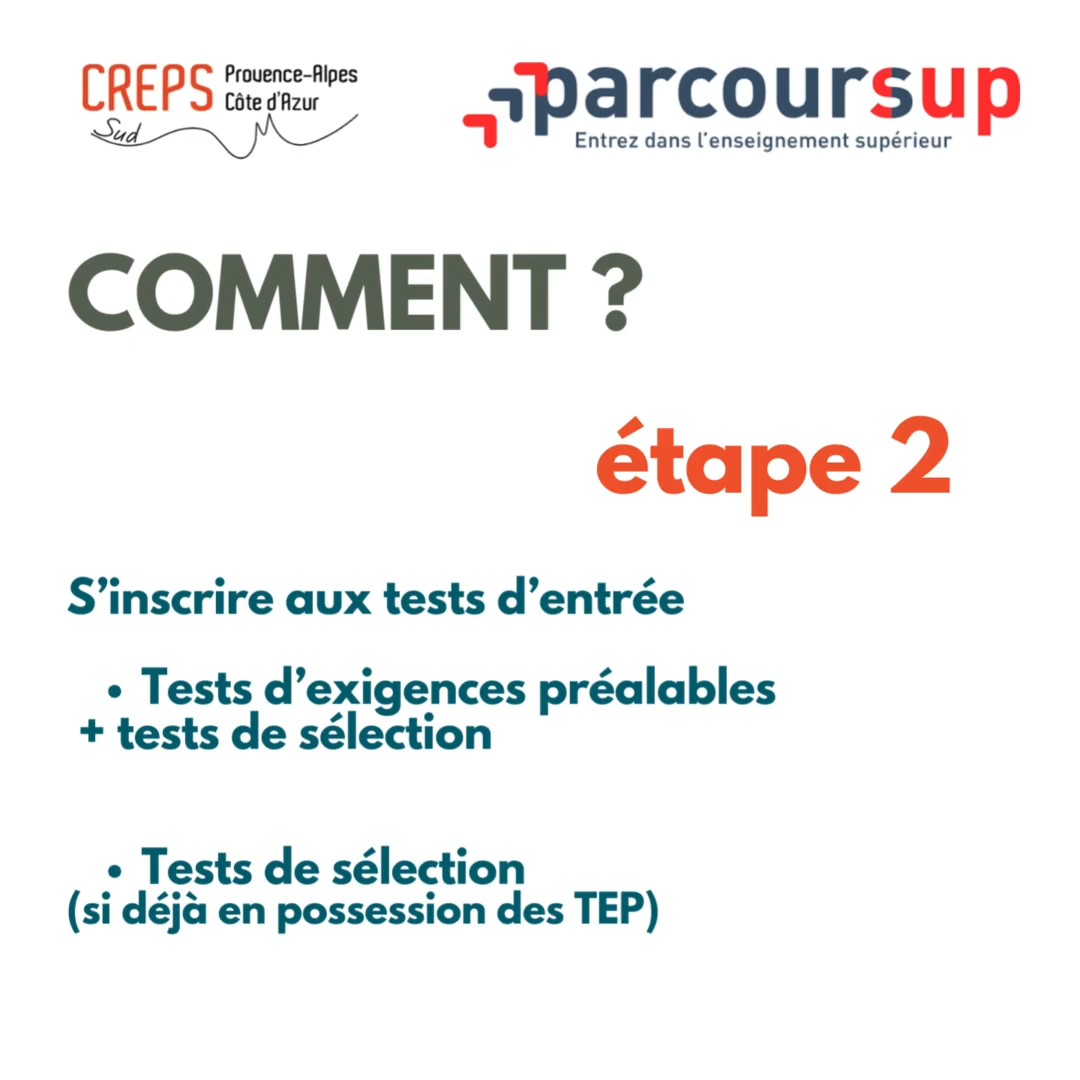 CREPS Provence-Alpes
Côte d'Azur
Sud
parcoursup
Entrez dans l'enseignement supérieur
COMMENT ?
étape 2
S’inscrire aux tests d’entrée
• Tests d’exigences préalables
+ tests de sélection
• Tests de sélection
(si déjà en possession des TEP)